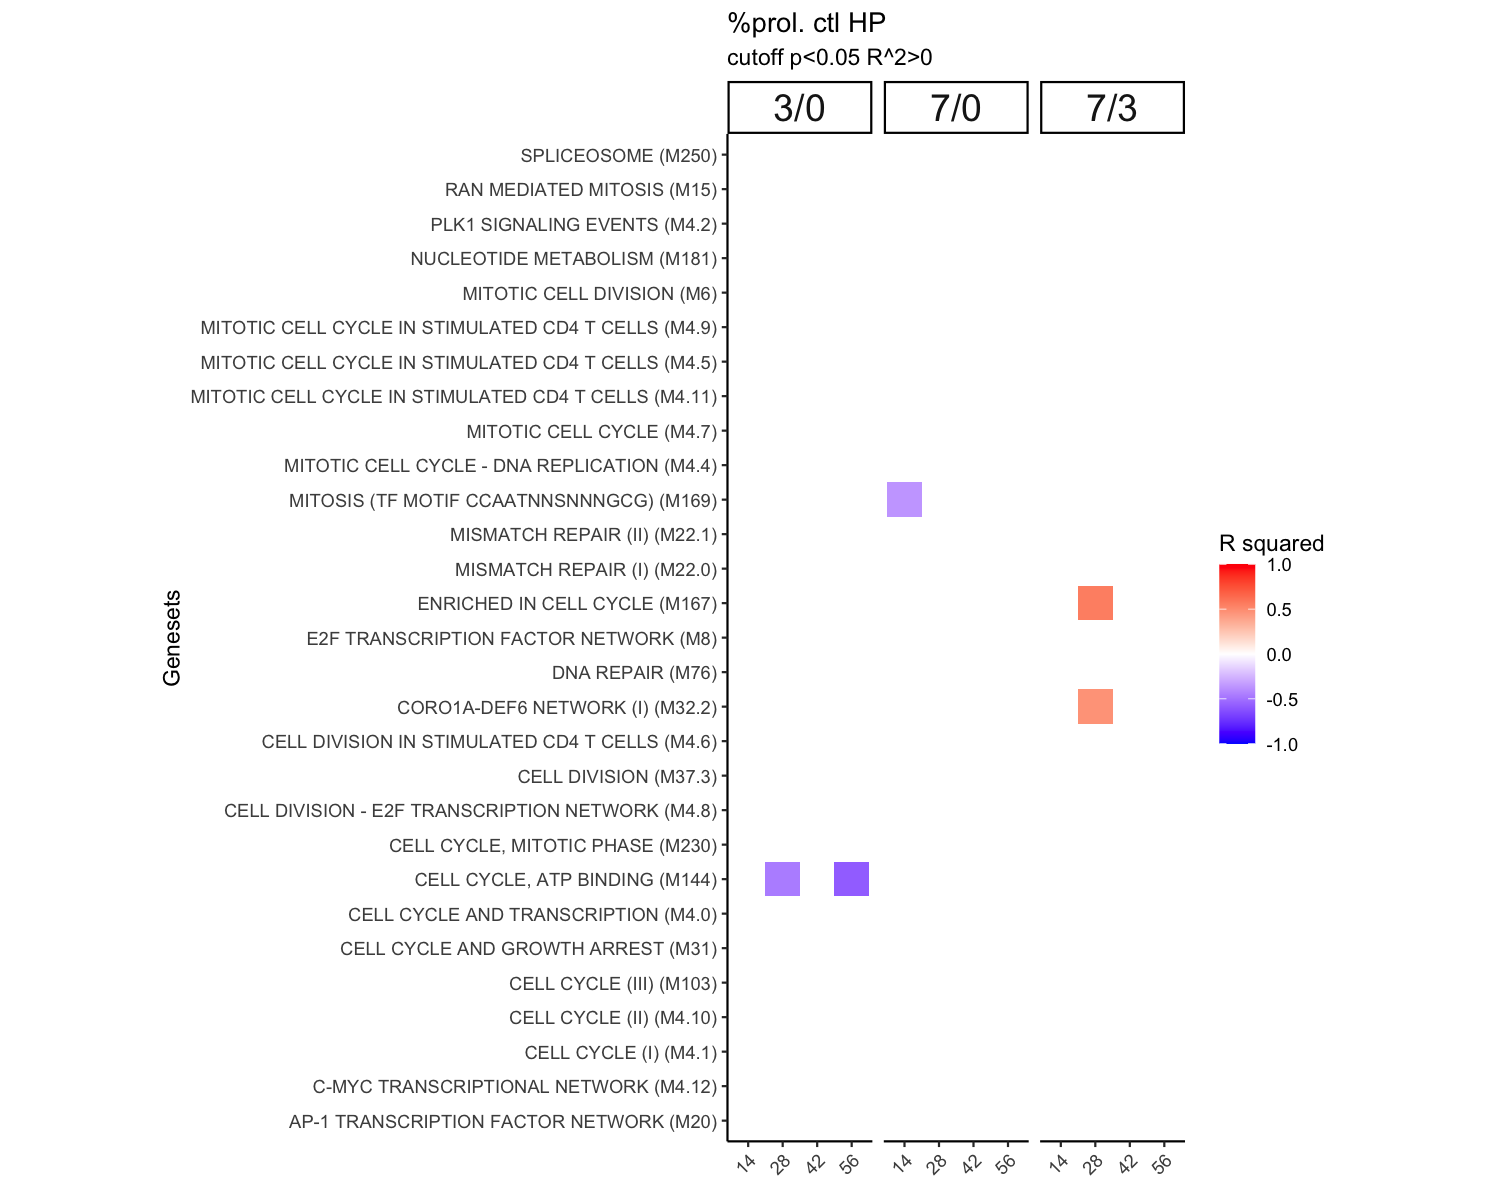 %prol. ctl HP
cutoff p<0.05 R^2>0
3/0 7/0 7/3
SPLICEOSOME (M250)
RAN MEDIATED MITOSIS (M15)
PLK1 SIGNALING EVENTS (M4.2)
NUCLEOTIDE METABOLISM (M181)
MITOTIC CELL DIVISION (M6)
MITOTIC CELL CYCLE IN STIMULATED CD4 T CELLS (M4.9)
MITOTIC CELL CYCLE IN STIMULATED CD4 T CELLS (M4.5)
MITOTIC CELL CYCLE IN STIMULATED CD4 T CELLS (M4.11)
MITOTIC CELL CYCLE (M4.7)
MITOTIC CELL CYCLE - DNA REPLICATION (M4.4)
MITOSIS (TF MOTIF CCAATNNSNNNGCG) (M169)
MISMATCH REPAIR (II) (M22.1)
MISMATCH REPAIR (I) (M22.0)
ENRICHED IN CELL CYCLE (M167)
E2F TRANSCRIPTION FACTOR NETWORK (M8)
DNA REPAIR (M76)
CORO1A-DEF6 NETWORK (I) (M32.2)
CELL DIVISION IN STIMULATED CD4 T CELLS (M4.6)
CELL DIVISION (M37.3)
CELL DIVISION - E2F TRANSCRIPTION NETWORK (M4.8)
CELL CYCLE, MITOTIC PHASE (M230)
CELL CYCLE, ATP BINDING (M144)
CELL CYCLE AND TRANSCRIPTION (M4.0)
CELL CYCLE AND GROWTH ARREST (M31)
CELL CYCLE (III) (M103)
CELL CYCLE (II) (M4.10)
CELL CYCLE (I) (M4.1)
C-MYC TRANSCRIPTIONAL NETWORK (M4.12)
AP-1 TRANSCRIPTION FACTOR NETWORK (M20)
Genesets
14 28 42 56 14 28 42 56 14 28 42 56
R squared
1.0
0.5
0.0
-0.5
-1.0